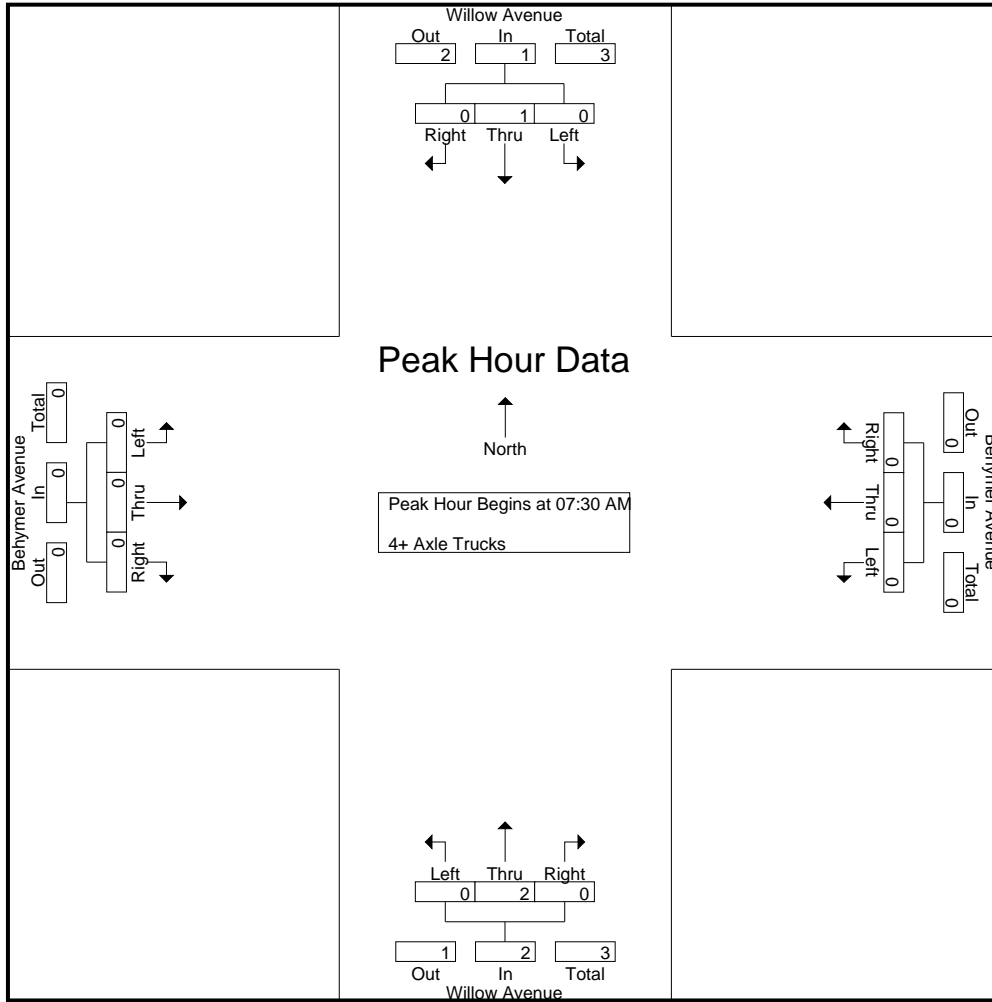 Willow Avenue
Out In Total
2 1 3
0 1 0
Right Thru Left
Peak Hour Data
North
Peak Hour Begins at 07:30 AM
4+ Axle Trucks
Behymer Avenue
Out In Total
0 0 0
Right Thru Left
0 0 0
Behymer Avenue
Out In Total
0 0 0
Left Thru Right
0 0 0
Left Thru Right
0 2 0
1 2 3
Out In Total
Willow Avenue